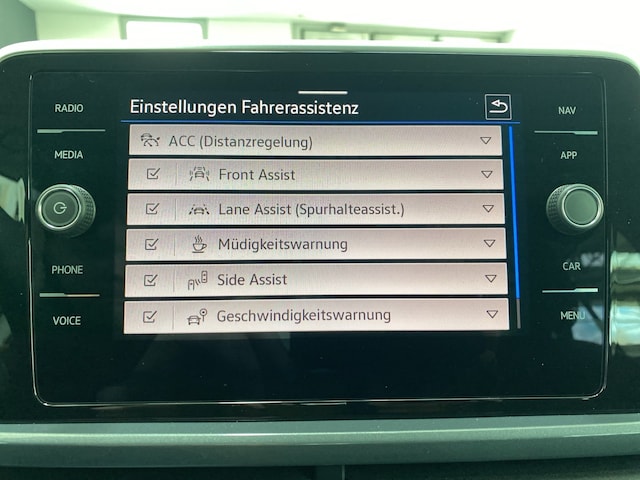 RADIO
MEDIA
PHONE
VOICE
Einstellungen Fahrerassistenz
ACC (Distanzregelung)
Front Assist
Lane Assist (Spurhalteassist.)
Müdigkeitswarnung
Side Assist
Geschwindigkeitswarnung
NAV
APP
CAR
MENU